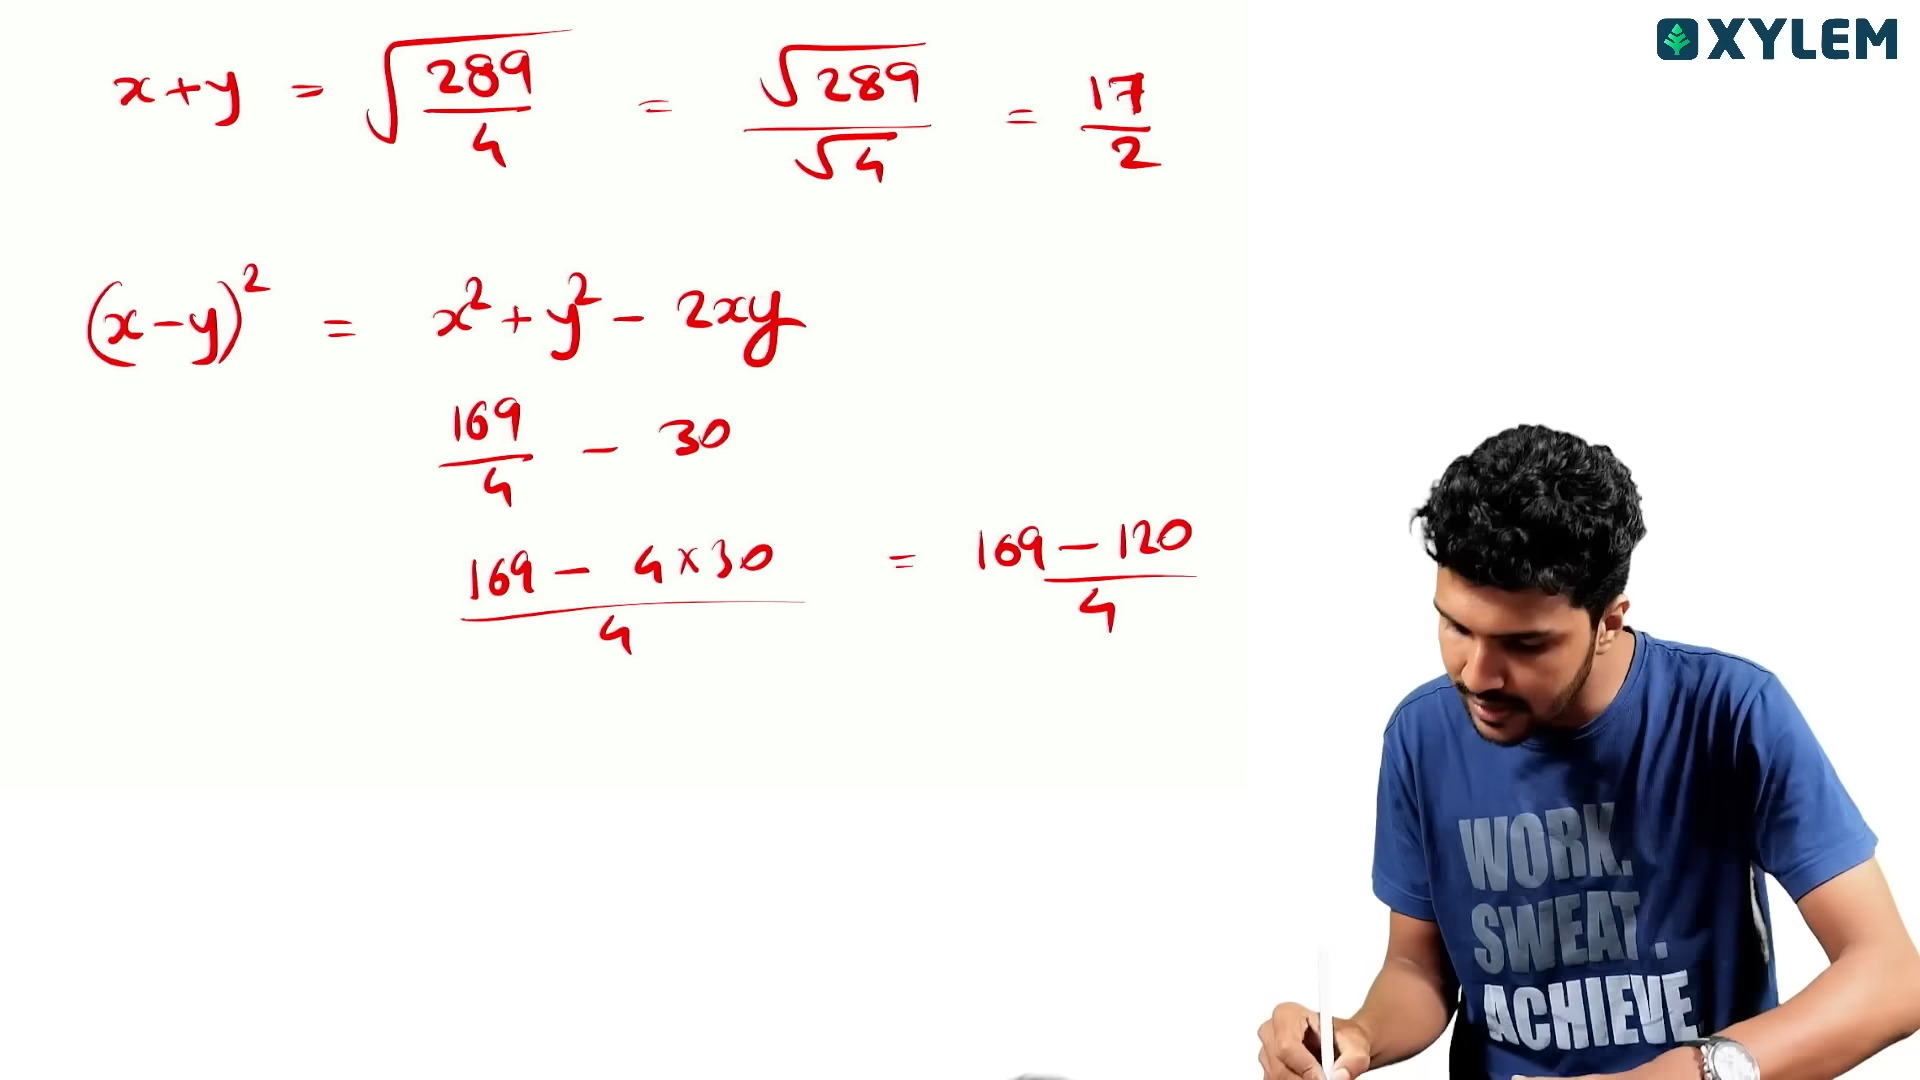 XYLEM
x+y = √(289/4) = √289/√4 = 17/2
(x-y)² = x² + y² - 2xy
169/4 - 30
(169 - 4×30)/4 = (169 - 120)/4
WORK.
SWEAT.
ACHIEVE